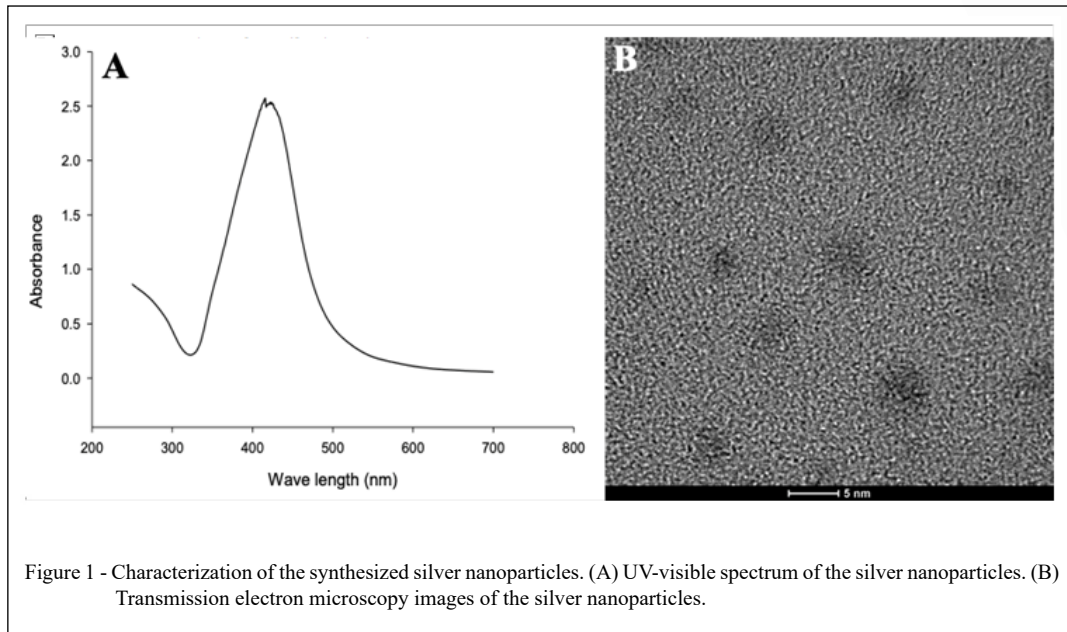 A
3.0
2.5
2.0
1.5
1.0
0.5
0.0
Absorbance
200 300 400 500 600 700 800
Wave length (nm)
B
5 nm
Figure 1 - Characterization of the synthesized silver nanoparticles. (A) UV-visible spectrum of the silver nanoparticles. (B)
Transmission electron microscopy images of the silver nanoparticles.